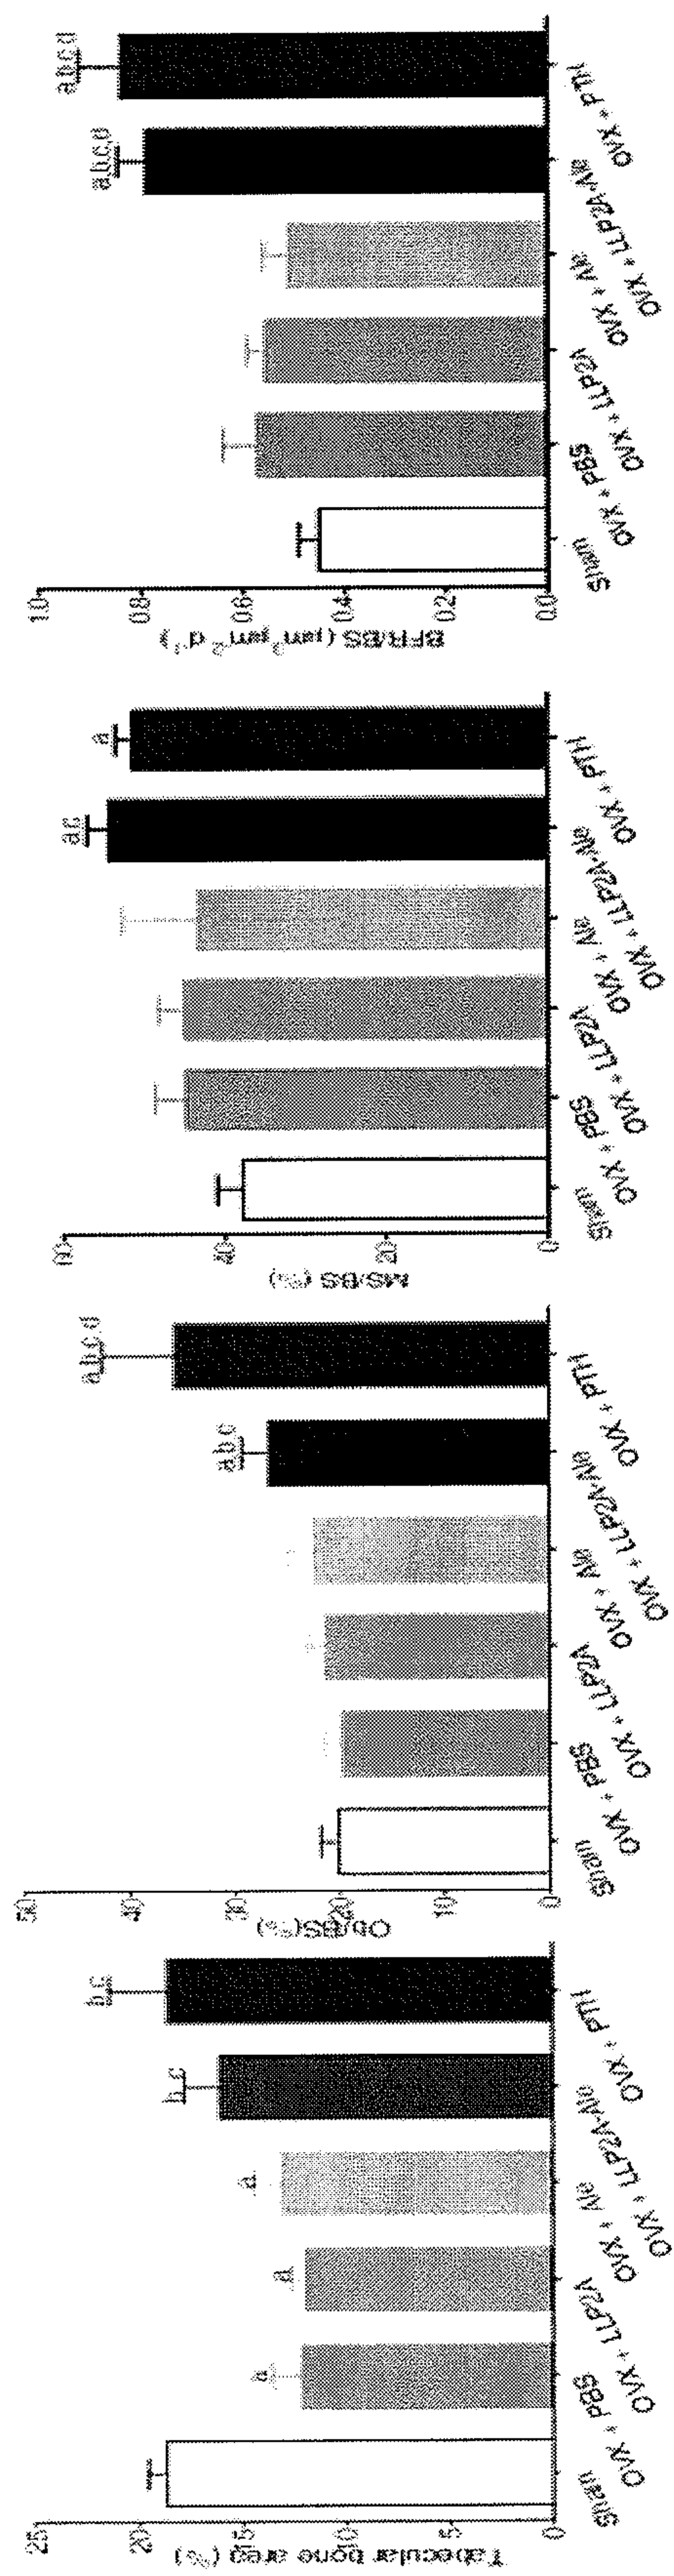 Trabecular bone area (%)
25
20
15
10
5
0
a
a
a
b c
b c
Sham
OVX + PBS
OVX + LLP2A
OVX + Ale
OVX + LLP2A-Ale
OVX + PTH
Ob/BS(%)
50
40
30
20
10
0
a b c
a b c d
Sham
OVX + PBS
OVX + LLP2A
OVX + Ale
OVX + LLP2A-Ale
OVX + PTH
MS/BS (%)
60
40
20
0
a c
a
Sham
OVX + PBS
OVX + LLP2A
OVX + Ale
OVX + LLP2A-Ale
OVX + PTH
BFR/BS (μm³μm⁻²d⁻¹)
1.0
0.8
0.6
0.4
0.2
0.0
a b c d
a b c d
Sham
OVX + PBS
OVX + LLP2A
OVX + Ale
OVX + LLP2A-Ale
OVX + PTH